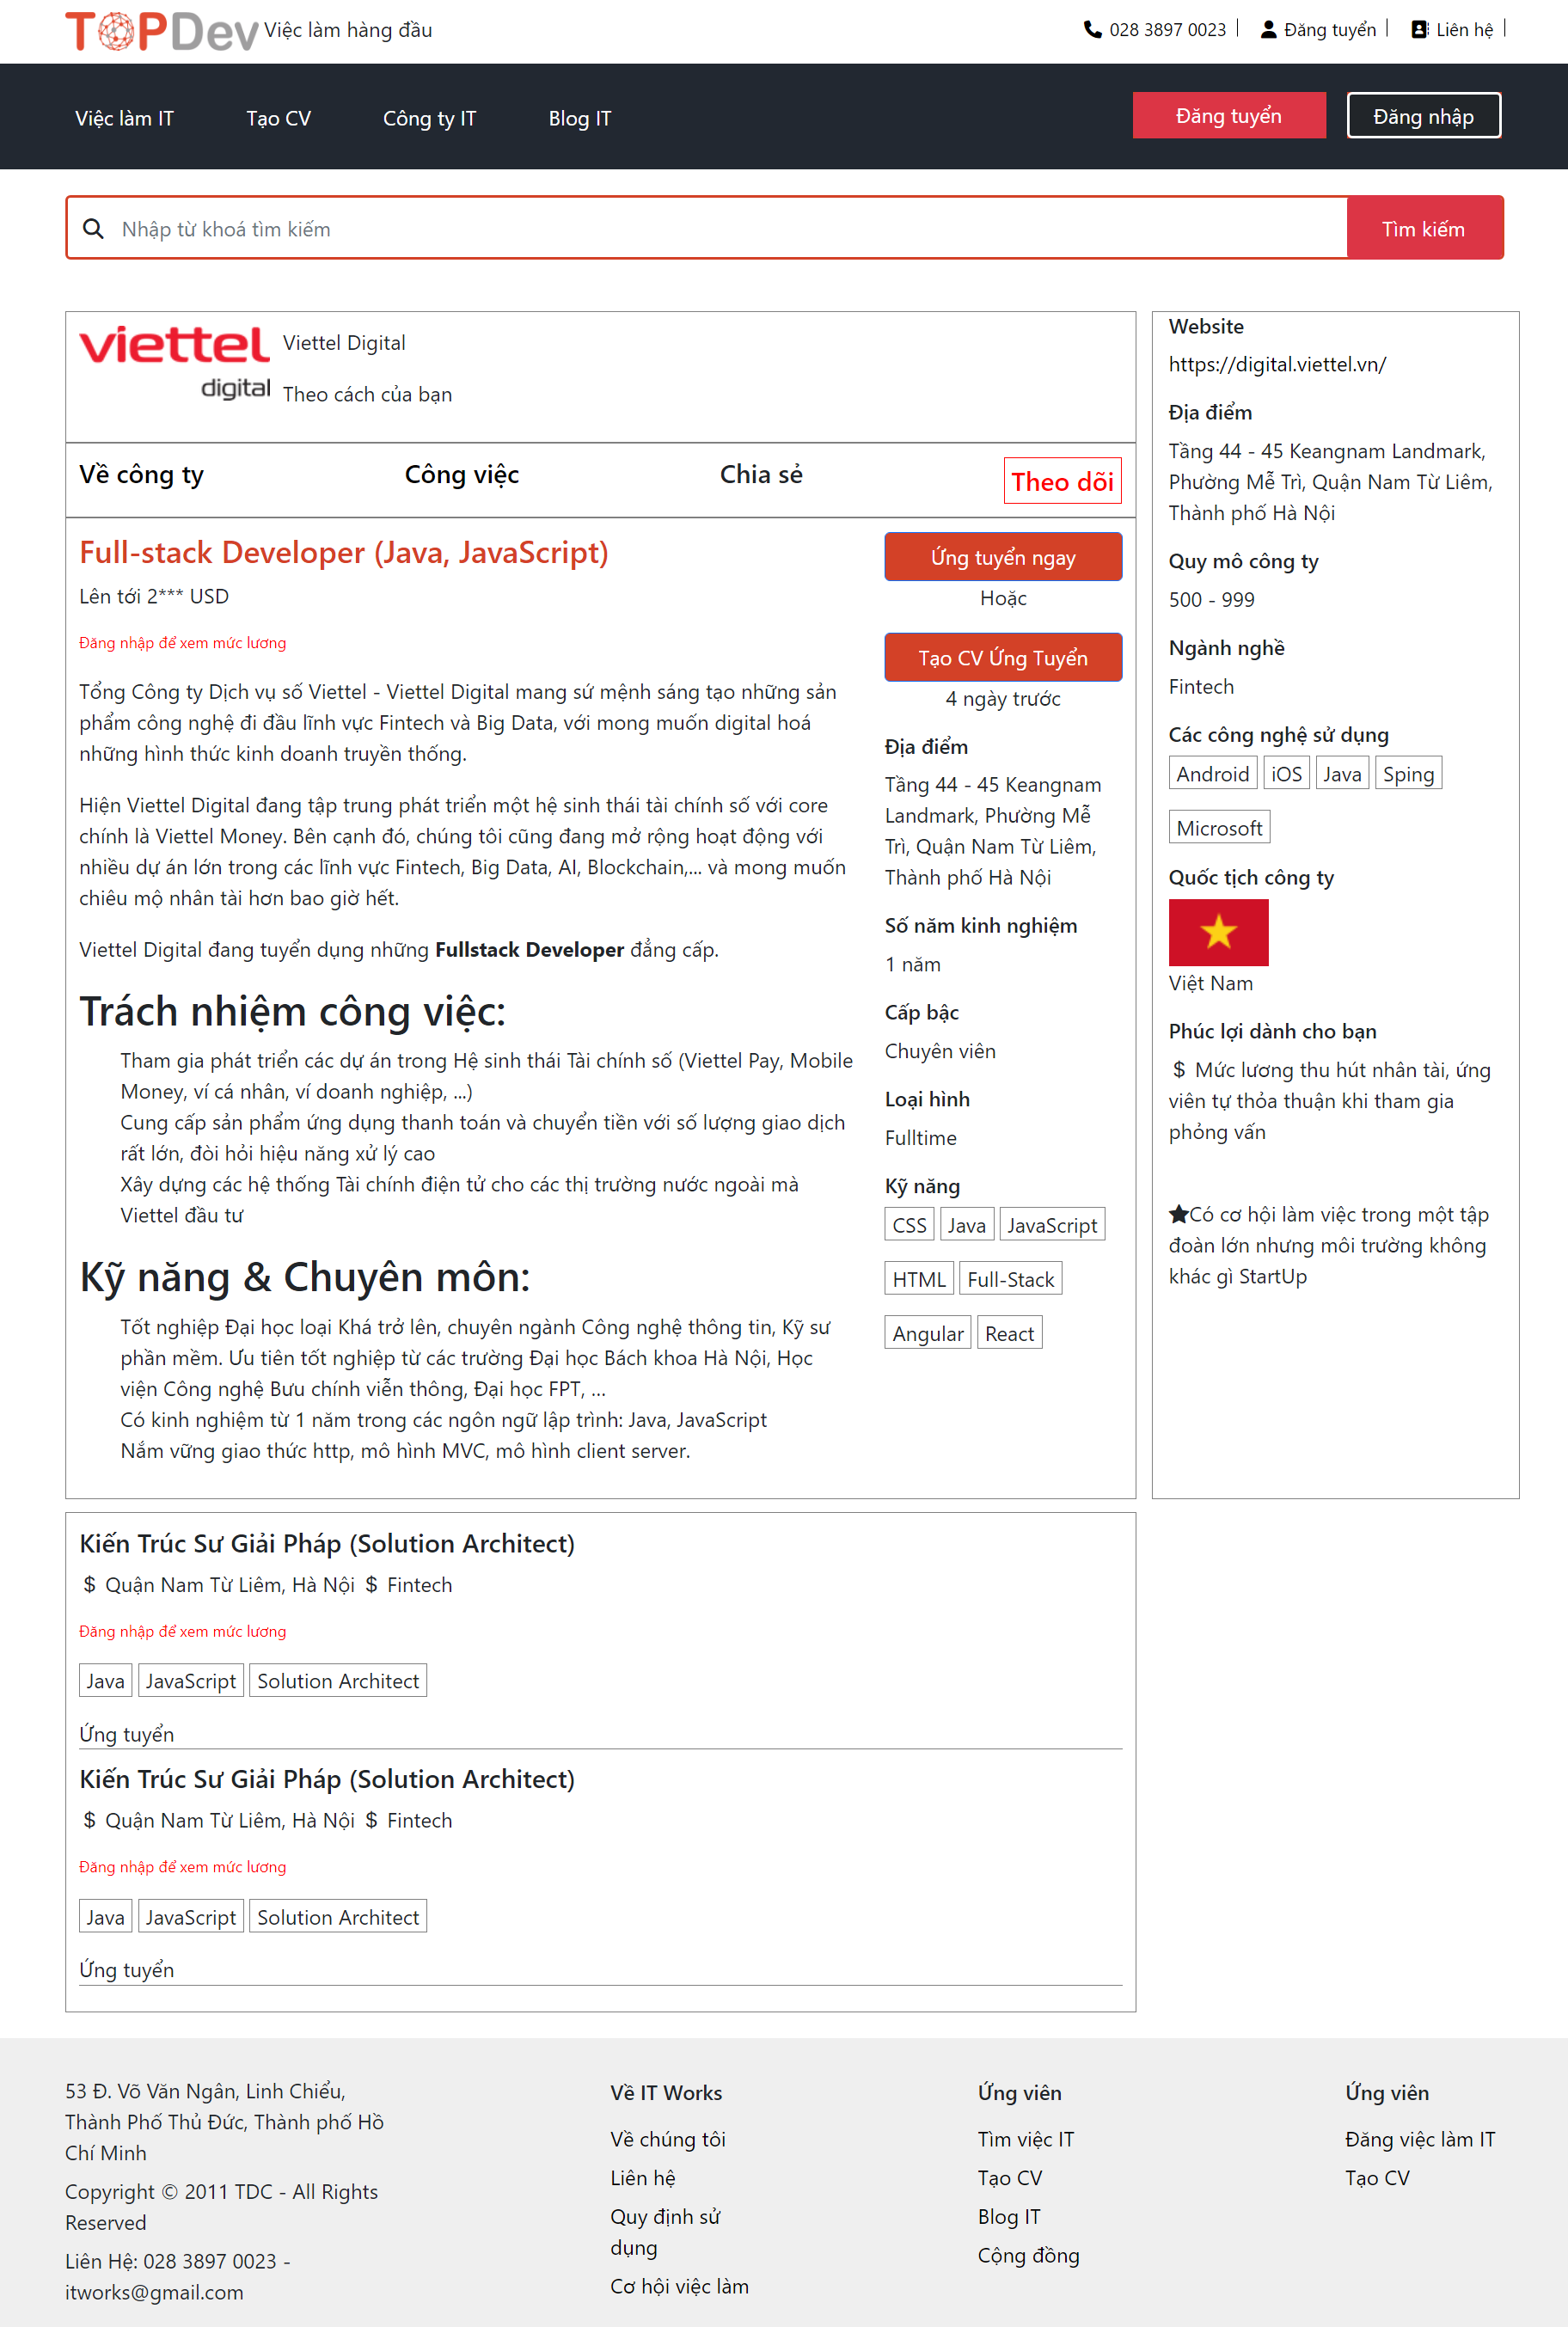 TOPDev Việc làm hàng đầu
028 3897 0023
Đăng tuyển
Liên hệ
Việc làm IT
Tạo CV
Công ty IT
Blog IT
Đăng tuyển
Đăng nhập
Nhập từ khoá tìm kiếm
Tìm kiếm
viettel
digital
Viettel Digital
Theo cách của bạn
Về công ty
Công việc
Chia sẻ
Theo dõi
Full-stack Developer (Java, JavaScript)
Lên tới 2*** USD
Đăng nhập để xem mức lương
Tổng Công ty Dịch vụ số Viettel - Viettel Digital mang sứ mệnh sáng tạo những sản
phẩm công nghệ đi đầu lĩnh vực Fintech và Big Data, với mong muốn digital hoá
những hình thức kinh doanh truyền thống.
Hiện Viettel Digital đang tập trung phát triển một hệ sinh thái tài chính số với core
chính là Viettel Money. Bên cạnh đó, chúng tôi cũng đang mở rộng hoạt động với
nhiều dự án lớn trong các lĩnh vực Fintech, Big Data, AI, Blockchain,... và mong muốn
chiêu mộ nhân tài hơn bao giờ hết.
Viettel Digital đang tuyển dụng những Fullstack Developer đẳng cấp.
Trách nhiệm công việc:
Tham gia phát triển các dự án trong Hệ sinh thái Tài chính số (Viettel Pay, Mobile
Money, ví cá nhân, ví doanh nghiệp, ...)
Cung cấp sản phẩm ứng dụng thanh toán và chuyển tiền với số lượng giao dịch
rất lớn, đòi hỏi hiệu năng xử lý cao
Xây dựng các hệ thống Tài chính điện tử cho các thị trường nước ngoài mà
Viettel đầu tư
Kỹ năng & Chuyên môn:
Tốt nghiệp Đại học loại Khá trở lên, chuyên ngành Công nghệ thông tin, Kỹ sư
phần mềm. Ưu tiên tốt nghiệp từ các trường Đại học Bách khoa Hà Nội, Học
viện Công nghệ Bưu chính viễn thông, Đại học FPT, ...
Có kinh nghiệm từ 1 năm trong các ngôn ngữ lập trình: Java, JavaScript
Nắm vững giao thức http, mô hình MVC, mô hình client server.
Ứng tuyển ngay
Hoặc
Tạo CV Ứng Tuyển
4 ngày trước
Địa điểm
Tầng 44 - 45 Keangnam
Landmark, Phường Mễ
Trì, Quận Nam Từ Liêm,
Thành phố Hà Nội
Số năm kinh nghiệm
1 năm
Cấp bậc
Chuyên viên
Loại hình
Fulltime
Kỹ năng
CSS Java JavaScript
HTML Full-Stack
Angular React
Website
https://digital.viettel.vn/
Địa điểm
Tầng 44 - 45 Keangnam Landmark,
Phường Mễ Trì, Quận Nam Từ Liêm,
Thành phố Hà Nội
Quy mô công ty
500 - 999
Ngành nghề
Fintech
Các công nghệ sử dụng
Android iOS Java Sping
Microsoft
Quốc tịch công ty
Việt Nam
Phúc lợi dành cho bạn
$ Mức lương thu hút nhân tài, ứng
viên tự thỏa thuận khi tham gia
phỏng vấn
Có cơ hội làm việc trong một tập
đoàn lớn nhưng môi trường không
khác gì StartUp
Kiến Trúc Sư Giải Pháp (Solution Architect)
$ Quận Nam Từ Liêm, Hà Nội $ Fintech
Đăng nhập để xem mức lương
Java JavaScript Solution Architect
Ứng tuyển
Kiến Trúc Sư Giải Pháp (Solution Architect)
$ Quận Nam Từ Liêm, Hà Nội $ Fintech
Đăng nhập để xem mức lương
Java JavaScript Solution Architect
Ứng tuyển
53 Đ. Võ Văn Ngân, Linh Chiểu,
Thành Phố Thủ Đức, Thành phố Hồ
Chí Minh
Copyright © 2011 TDC - All Rights
Reserved
Liên Hệ: 028 3897 0023 -
itworks@gmail.com
Về IT Works
Về chúng tôi
Liên hệ
Quy định sử
dụng
Cơ hội việc làm
Ứng viên
Tìm việc IT
Tạo CV
Blog IT
Cộng đồng
Ứng viên
Đăng việc làm IT
Tạo CV